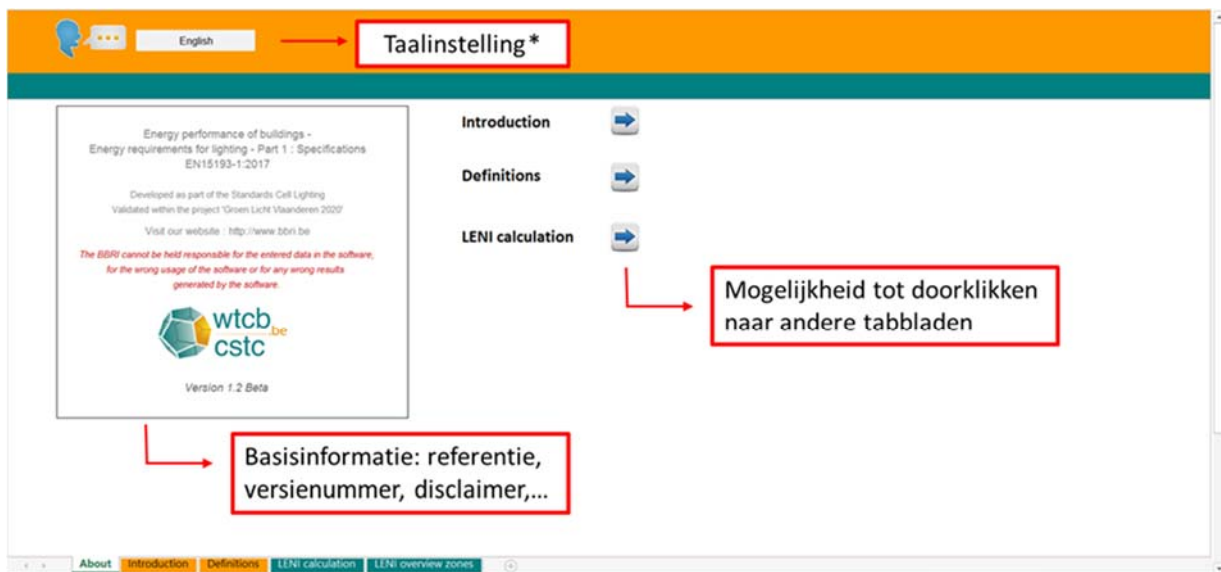 English
Taalinstelling*
Energy performance of buildings -
Energy requirements for lighting - Part 1 : Specifications
EN15193-1:2017
Developed as part of the Standards Cell Lighting
Validated within the project 'Groen Licht Vlaanderen 2020'
Visit our website : http://www.bbri.be
The BBRI cannot be held responsible for the entered data in the software,
for the wrong usage of the software or for any wrong results
generated by the software.
wtcb
.be
cstc
Version 1.2 Beta
Introduction
Definitions
LENI calculation
Mogelijkheid tot doorklikken
naar andere tabbladen
Basisinformatie: referentie,
versienummer, disclaimer,...
About Introduction Definitions LENI calculation LENI overview zones